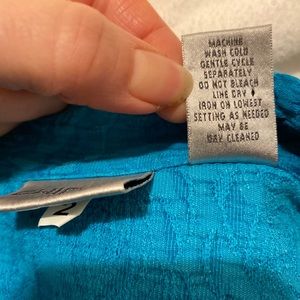 MACHINE
WASH COLD
GENTLE CYCLE
SEPARATELY
DO NOT BLEACH
LINE DRY ♦
IRON ON LOWEST
SETTING AS NEEDED
MAY BE
DRY CLEANED
2